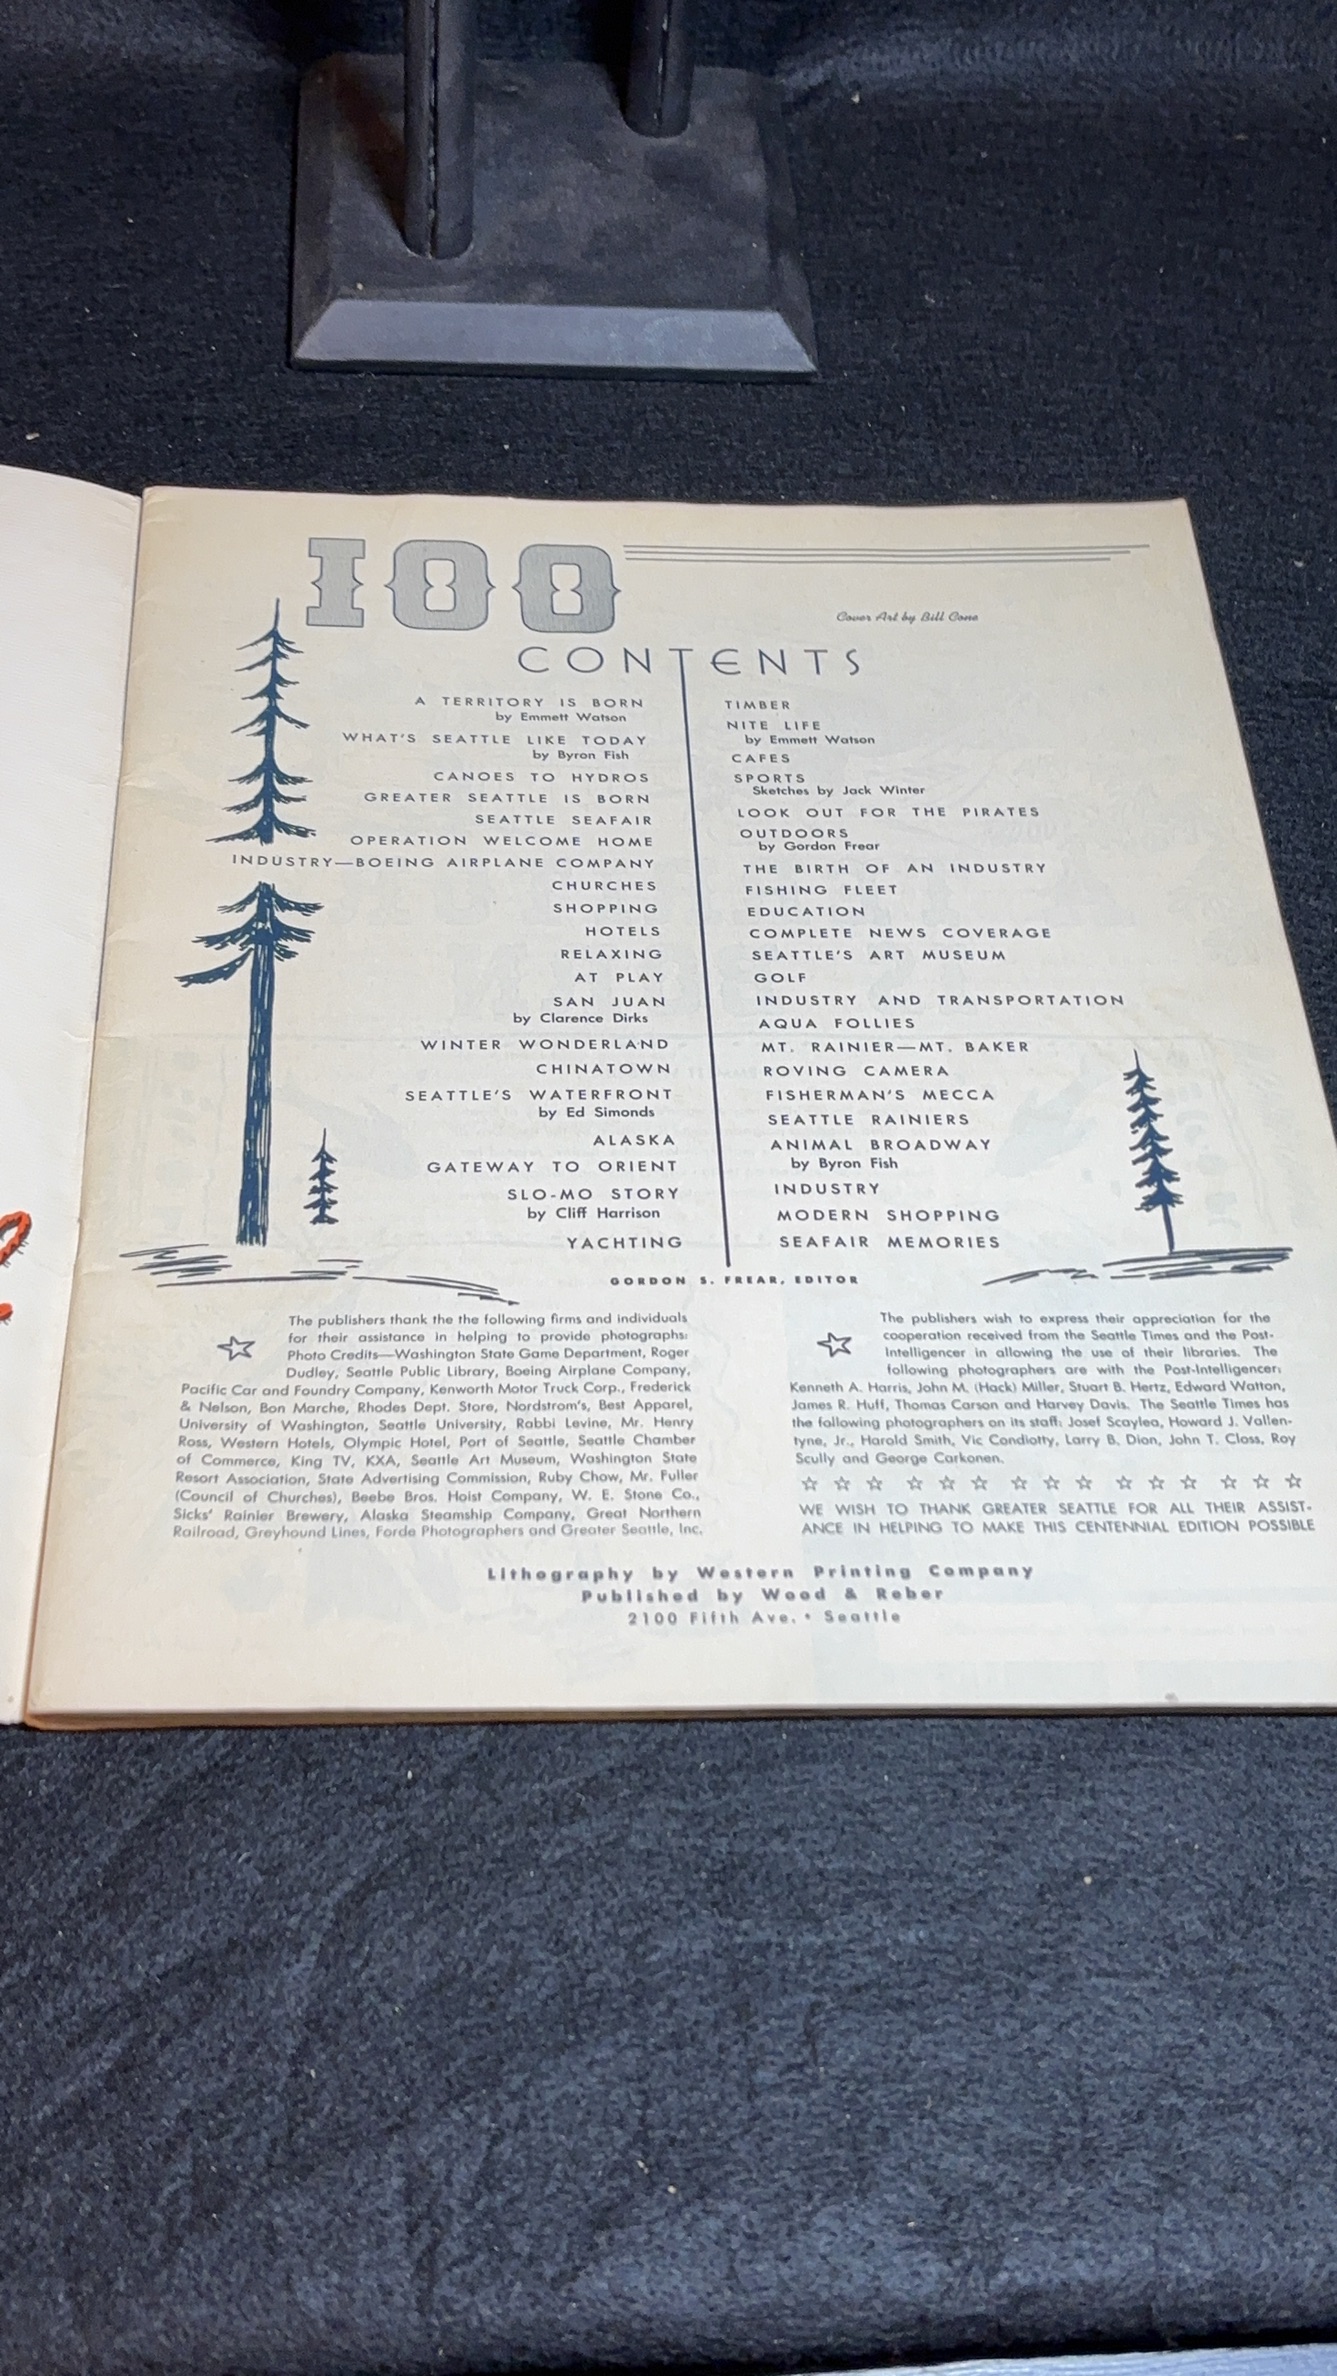 100
Cover Art by Bill Cone
CONTENTS
A TERRITORY IS BORN
by Emmett Watson
WHAT'S SEATTLE LIKE TODAY
by Byron Fish
CANOES TO HYDROS
GREATER SEATTLE IS BORN
SEATTLE SEAFAIR
OPERATION WELCOME HOME
INDUSTRY—BOEING AIRPLANE COMPANY
CHURCHES
SHOPPING
HOTELS
RELAXING
AT PLAY
SAN JUAN
by Clarence Dirks
WINTER WONDERLAND
CHINATOWN
SEATTLE'S WATERFRONT
by Ed Simonds
ALASKA
GATEWAY TO ORIENT
SLO-MO STORY
by Cliff Harrison
YACHTING
TIMBER
NITE LIFE
by Emmett Watson
CAFES
SPORTS
Sketches by Jack Winter
LOOK OUT FOR THE PIRATES
OUTDOORS
by Gordon Frear
THE BIRTH OF AN INDUSTRY
FISHING FLEET
EDUCATION
COMPLETE NEWS COVERAGE
SEATTLE'S ART MUSEUM
GOLF
INDUSTRY AND TRANSPORTATION
AQUA FOLLIES
MT. RAINIER—MT. BAKER
ROVING CAMERA
FISHERMAN'S MECCA
SEATTLE RAINIERS
ANIMAL BROADWAY
by Byron Fish
INDUSTRY
MODERN SHOPPING
SEAFAIR MEMORIES
GORDON S. FREAR, EDITOR
The publishers thank the the following firms and individuals
for their assistance in helping to provide photographs:
Photo Credits—Washington State Game Department, Roger
Dudley, Seattle Public Library, Boeing Airplane Company,
Pacific Car and Foundry Company, Kenworth Motor Truck Corp., Frederick
& Nelson, Bon Marche, Rhodes Dept. Store, Nordstrom's, Best Apparel,
University of Washington, Seattle University, Rabbi Levine, Mr. Henry
Ross, Western Hotels, Olympic Hotel, Port of Seattle, Seattle Chamber
of Commerce, King TV, KXA, Seattle Art Museum, Washington State
Resort Association, State Advertising Commission, Ruby Chow, Mr. Fuller
(Council of Churches), Beebe Bros. Hoist Company, W. E. Stone Co.,
Sicks' Rainier Brewery, Alaska Steamship Company, Great Northern
Railroad, Greyhound Lines, Forde Photographers and Greater Seattle, Inc.
The publishers wish to express their appreciation for the
cooperation received from the Seattle Times and the Post-
Intelligencer in allowing the use of their libraries. The
following photographers are with the Post-Intelligencer:
Kenneth A. Harris, John M. (Hack) Miller, Stuart B. Hertz, Edward Watton,
James R. Huff, Thomas Carson and Harvey Davis. The Seattle Times has
the following photographers on its staff: Josef Scaylea, Howard J. Vallen-
tyne, Jr., Harold Smith, Vic Condiotty, Larry B. Dion, John T. Closs, Roy
Scully and George Carkonen.
WE WISH TO THANK GREATER SEATTLE FOR ALL THEIR ASSIST-
ANCE IN HELPING TO MAKE THIS CENTENNIAL EDITION POSSIBLE
Lithography by Western Printing Company
Published by Wood & Reber
2100 Fifth Ave. • Seattle